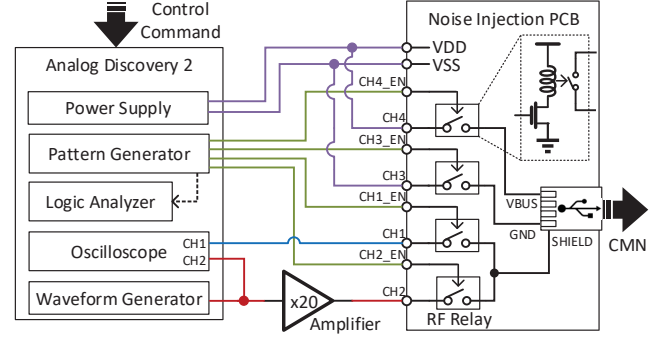 Control
Command
Noise Injection PCB
Analog Discovery 2
VDD
VSS
Power Supply
CH4_EN
CH4
Pattern Generator
CH3_EN
CH3
Logic Analyzer
CH1_EN
VBUS
GND
SHIELD
CMN
Oscilloscope
CH1
CH2
CH1
CH2_EN
Waveform Generator
x20
CH2
Amplifier
RF Relay